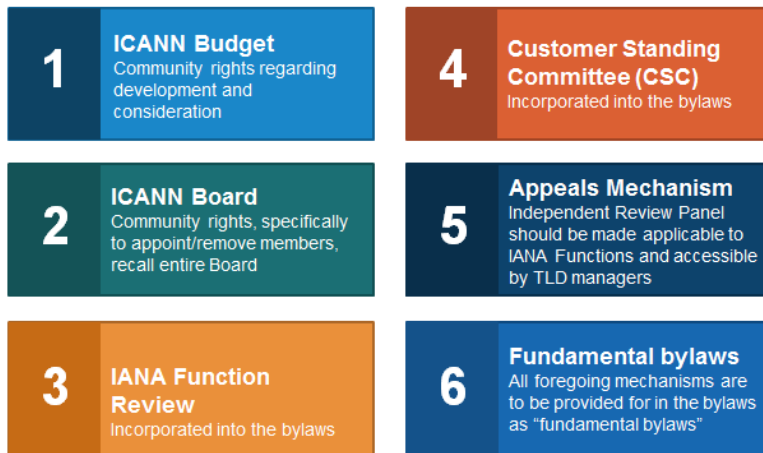 1
ICANN Budget
Community rights regarding
development and
consideration
2
ICANN Board
Community rights, specifically
to appoint/remove members,
recall entire Board
3
IANA Function
Review
Incorporated into the bylaws
4
Customer Standing
Committee (CSC)
Incorporated into the bylaws
5
Appeals Mechanism
Independent Review Panel
should be made applicable to
IANA Functions and accessible
by TLD managers
6
Fundamental bylaws
All foregoing mechanisms are
to be provided for in the bylaws
as “fundamental bylaws”